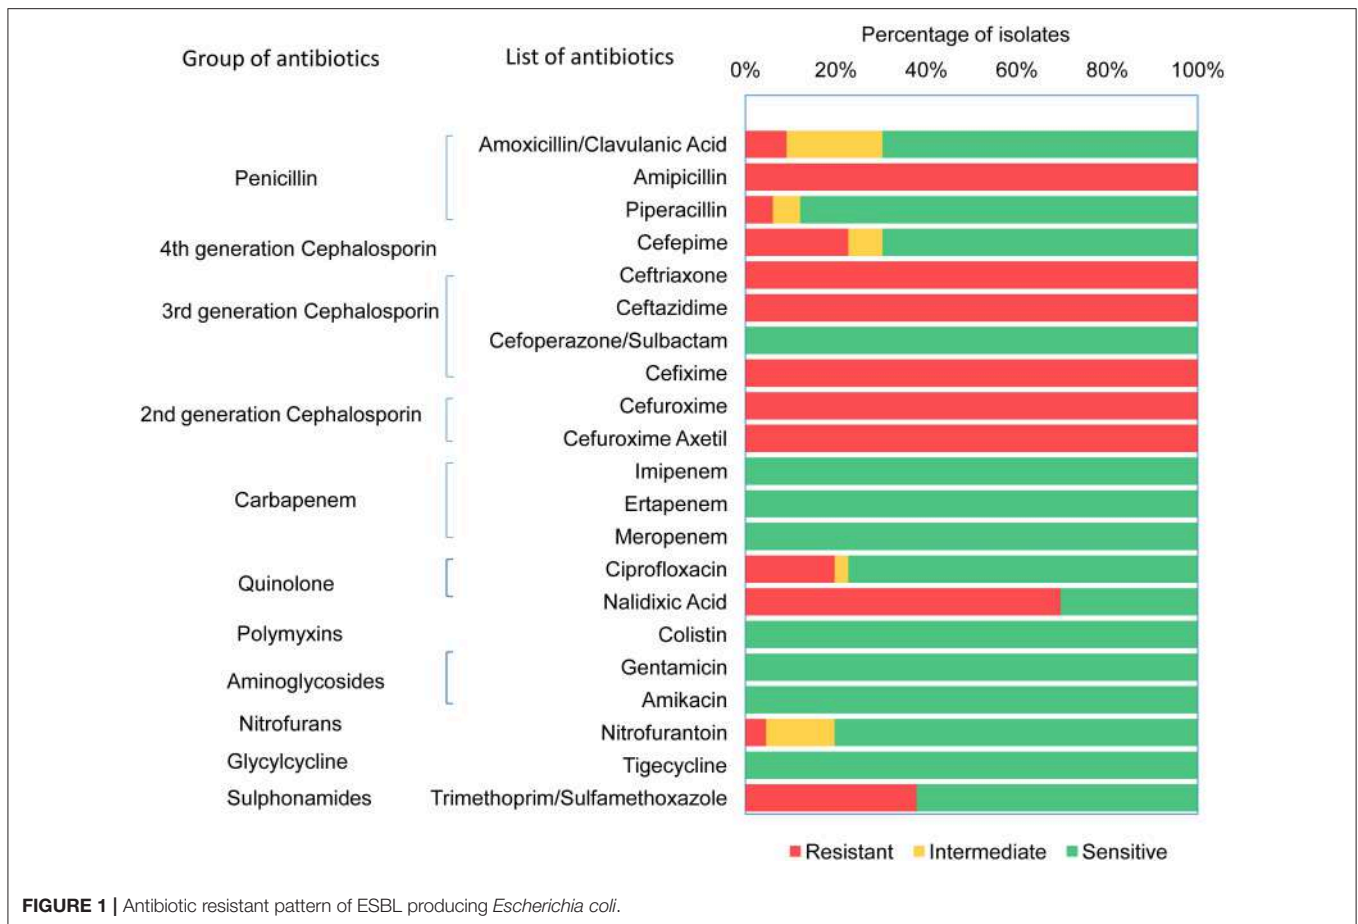 Percentage of isolates
Group of antibiotics
List of antibiotics
0% 20% 40% 60% 80% 100%
Amoxicillin/Clavulanic Acid
Penicillin
Amipicillin
Piperacillin
4th generation Cephalosporin
Cefepime
Ceftriaxone
3rd generation Cephalosporin
Ceftazidime
Cefoperazone/Sulbactam
Cefixime
2nd generation Cephalosporin
Cefuroxime
Cefuroxime Axetil
Imipenem
Carbapenem
Ertapenem
Meropenem
Ciprofloxacin
Quinolone
Nalidixic Acid
Polymyxins
Colistin
Gentamicin
Aminoglycosides
Amikacin
Nitrofurans
Nitrofurantoin
Glycylcycline
Tigecycline
Sulphonamides
Trimethoprim/Sulfamethoxazole
Resistant Intermediate Sensitive
FIGURE 1 | Antibiotic resistant pattern of ESBL producing Escherichia coli.